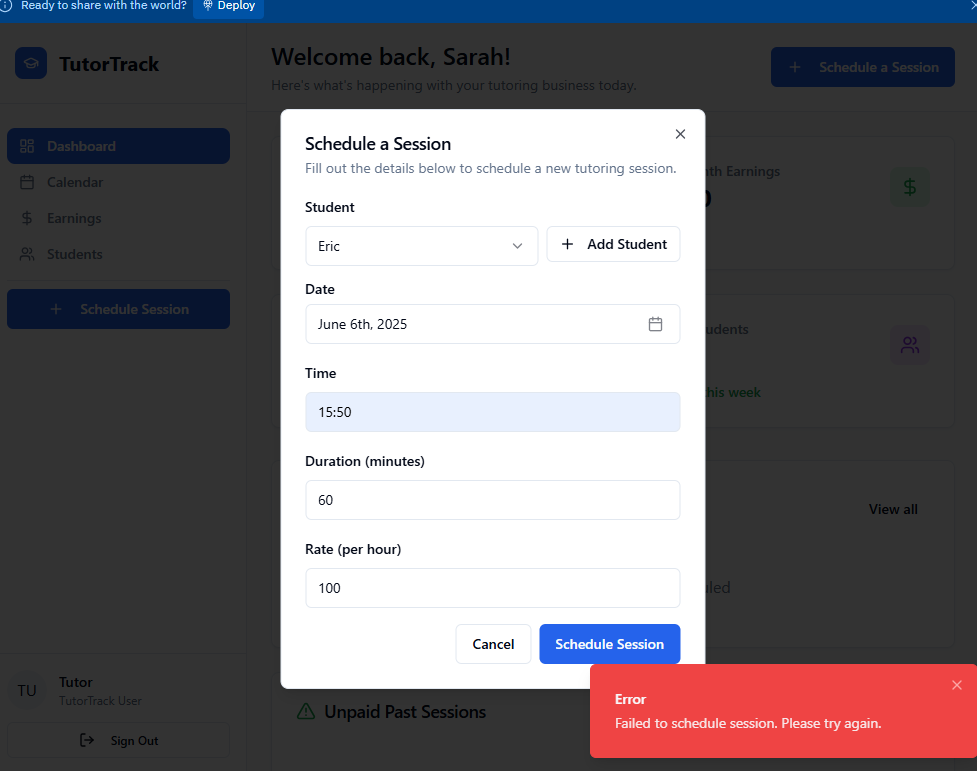 Ready to share with the world? Deploy
TutorTrack
Welcome back, Sarah!
Here's what's happening with your tutoring business today.
Schedule a Session
Dashboard
Calendar
Earnings
Students
Schedule Session
Schedule a Session
Fill out the details below to schedule a new tutoring session.
Student
Eric
Add Student
Date
June 6th, 2025
Time
15:50
Duration (minutes)
60
Rate (per hour)
100
Cancel
Schedule Session
Earnings
$
this week
View all
Unpaid Past Sessions
TU
Tutor
TutorTrack User
Sign Out
Error
Failed to schedule session. Please try again.